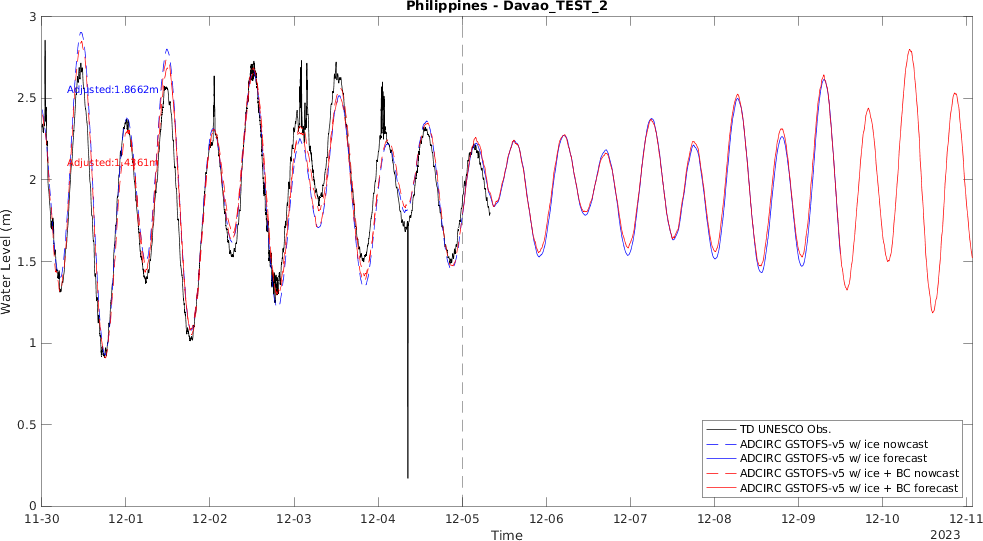 Philippines - Davao_TEST_2
3
2.5
2
1.5
1
0.5
0
Water Level (m)
Adjusted:1.8662m
Adjusted:1.4361m
TD UNESCO Obs.
ADCIRC GSTOFS-v5 w/ ice nowcast
ADCIRC GSTOFS-v5 w/ ice forecast
ADCIRC GSTOFS-v5 w/ ice + BC nowcast
ADCIRC GSTOFS-v5 w/ ice + BC forecast
11-30 12-01 12-02 12-03 12-04 12-05 12-06 12-07 12-08 12-09 12-10 12-11
Time
2023